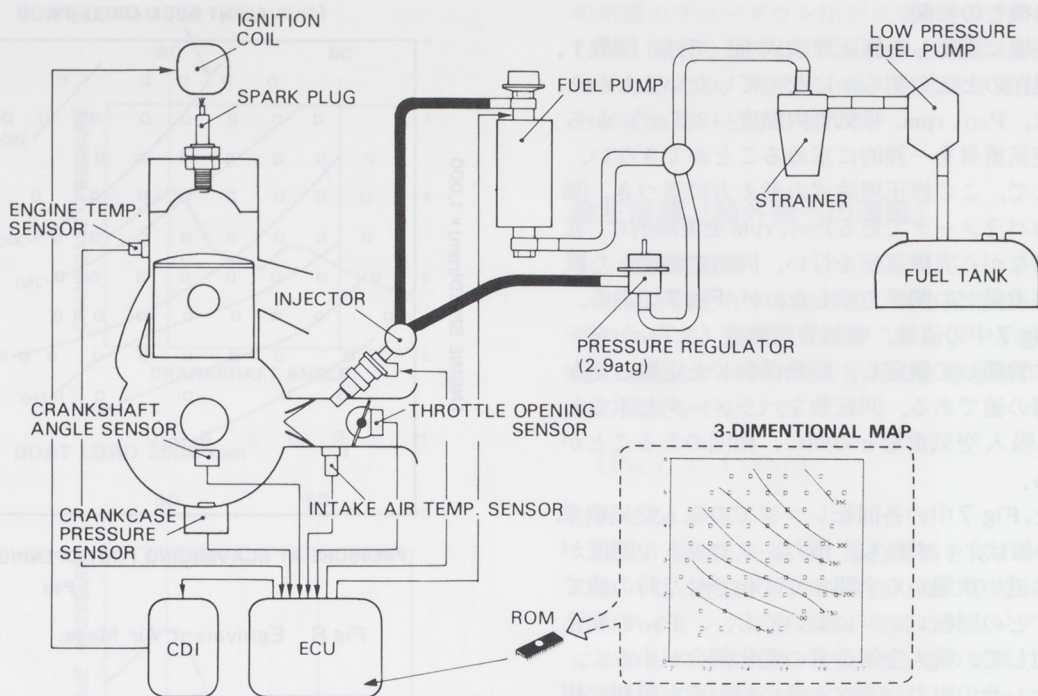 IGNITION
COIL
SPARK PLUG
ENGINE TEMP.
SENSOR
FUEL PUMP
LOW PRESSURE
FUEL PUMP
STRAINER
FUEL TANK
INJECTOR
PRESSURE REGULATOR
(2.9atg)
CRANKSHAFT
ANGLE SENSOR
THROTTLE OPENING
SENSOR
INTAKE AIR TEMP. SENSOR
CRANKCASE
PRESSURE
SENSOR
3-DIMENTIONAL MAP
CDI
ECU
ROM